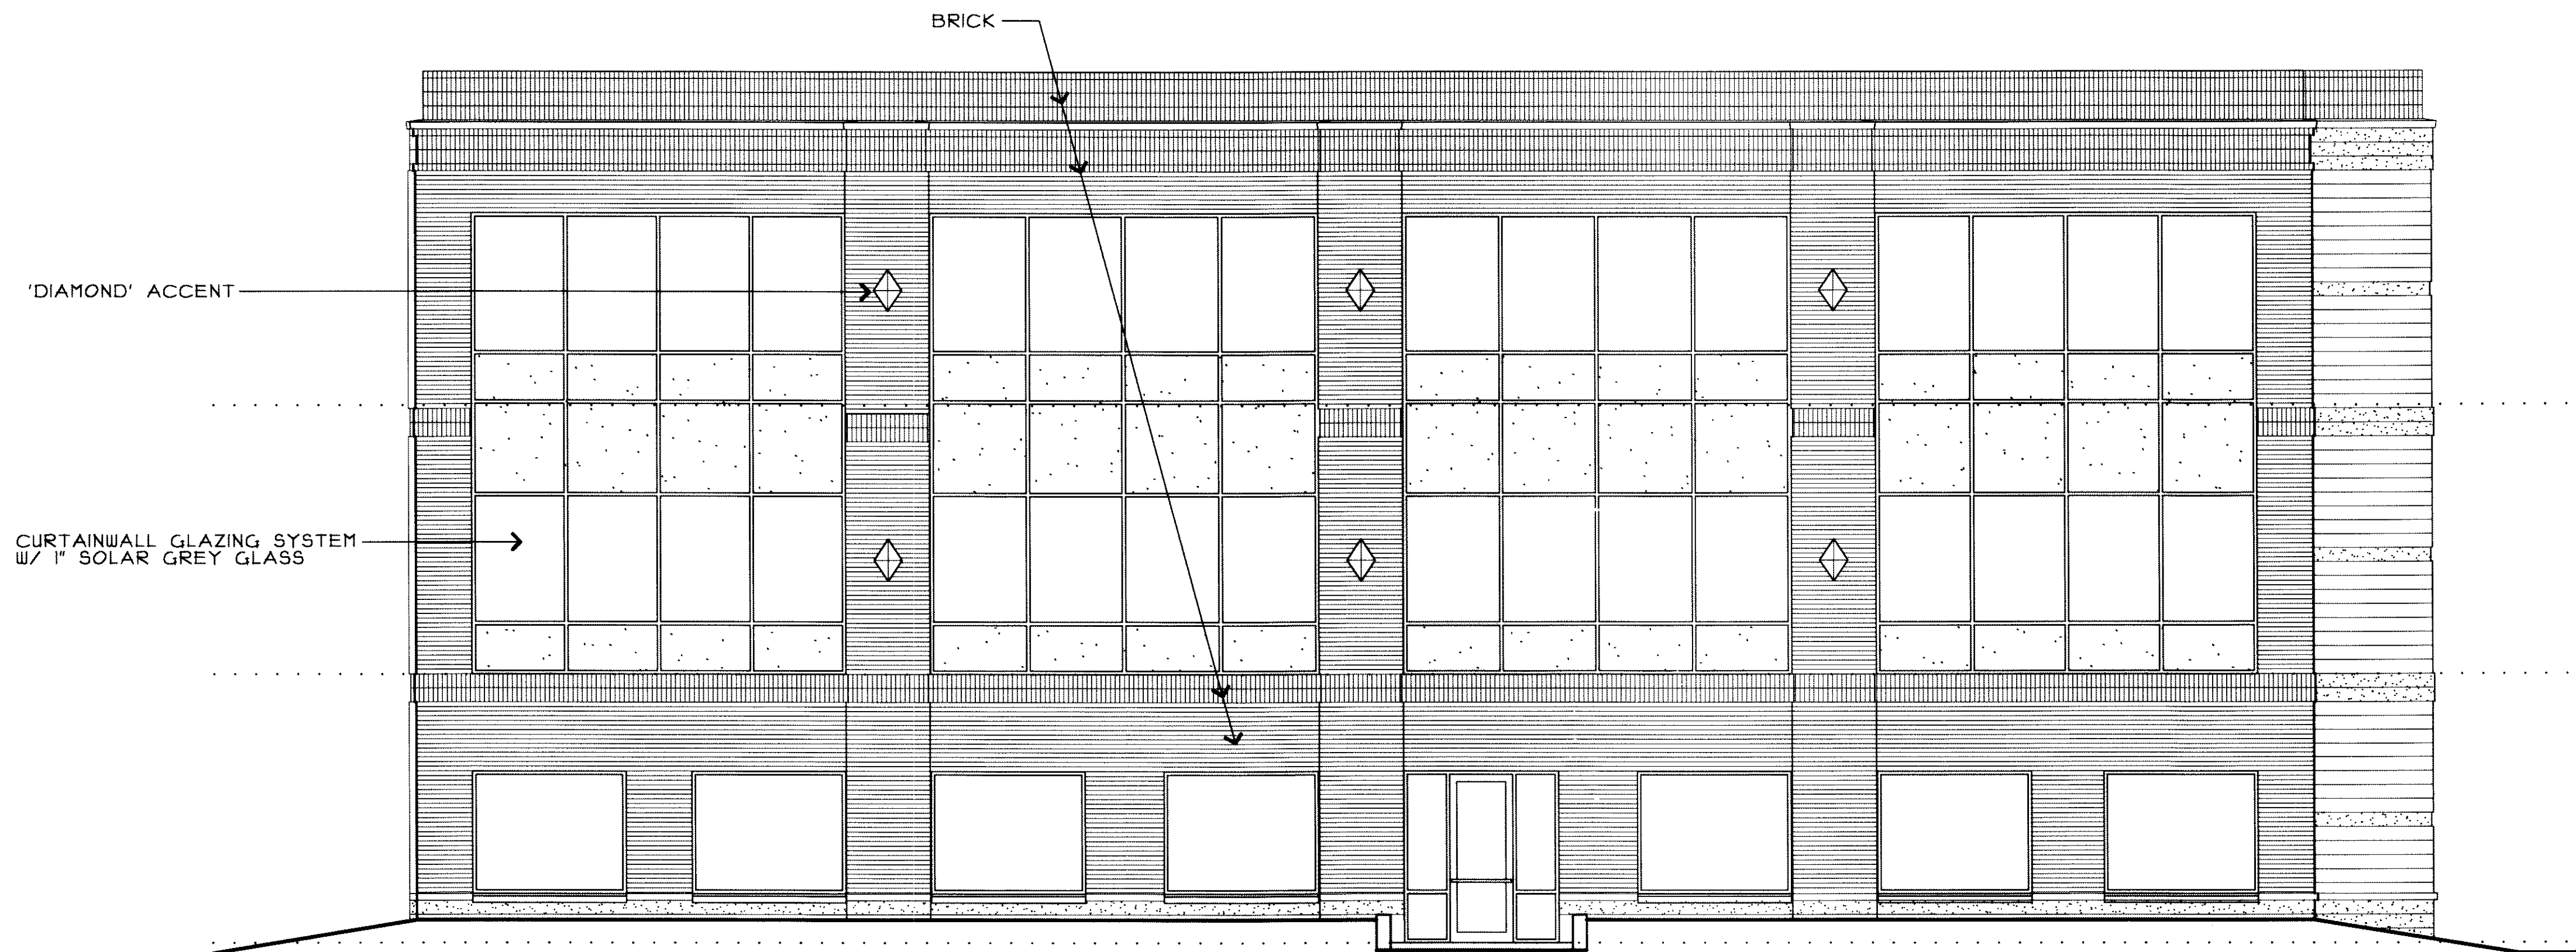 BRICK
'DIAMOND' ACCENT
CURTAINWALL GLAZING SYSTEM
W/ 1" SOLAR GREY GLASS